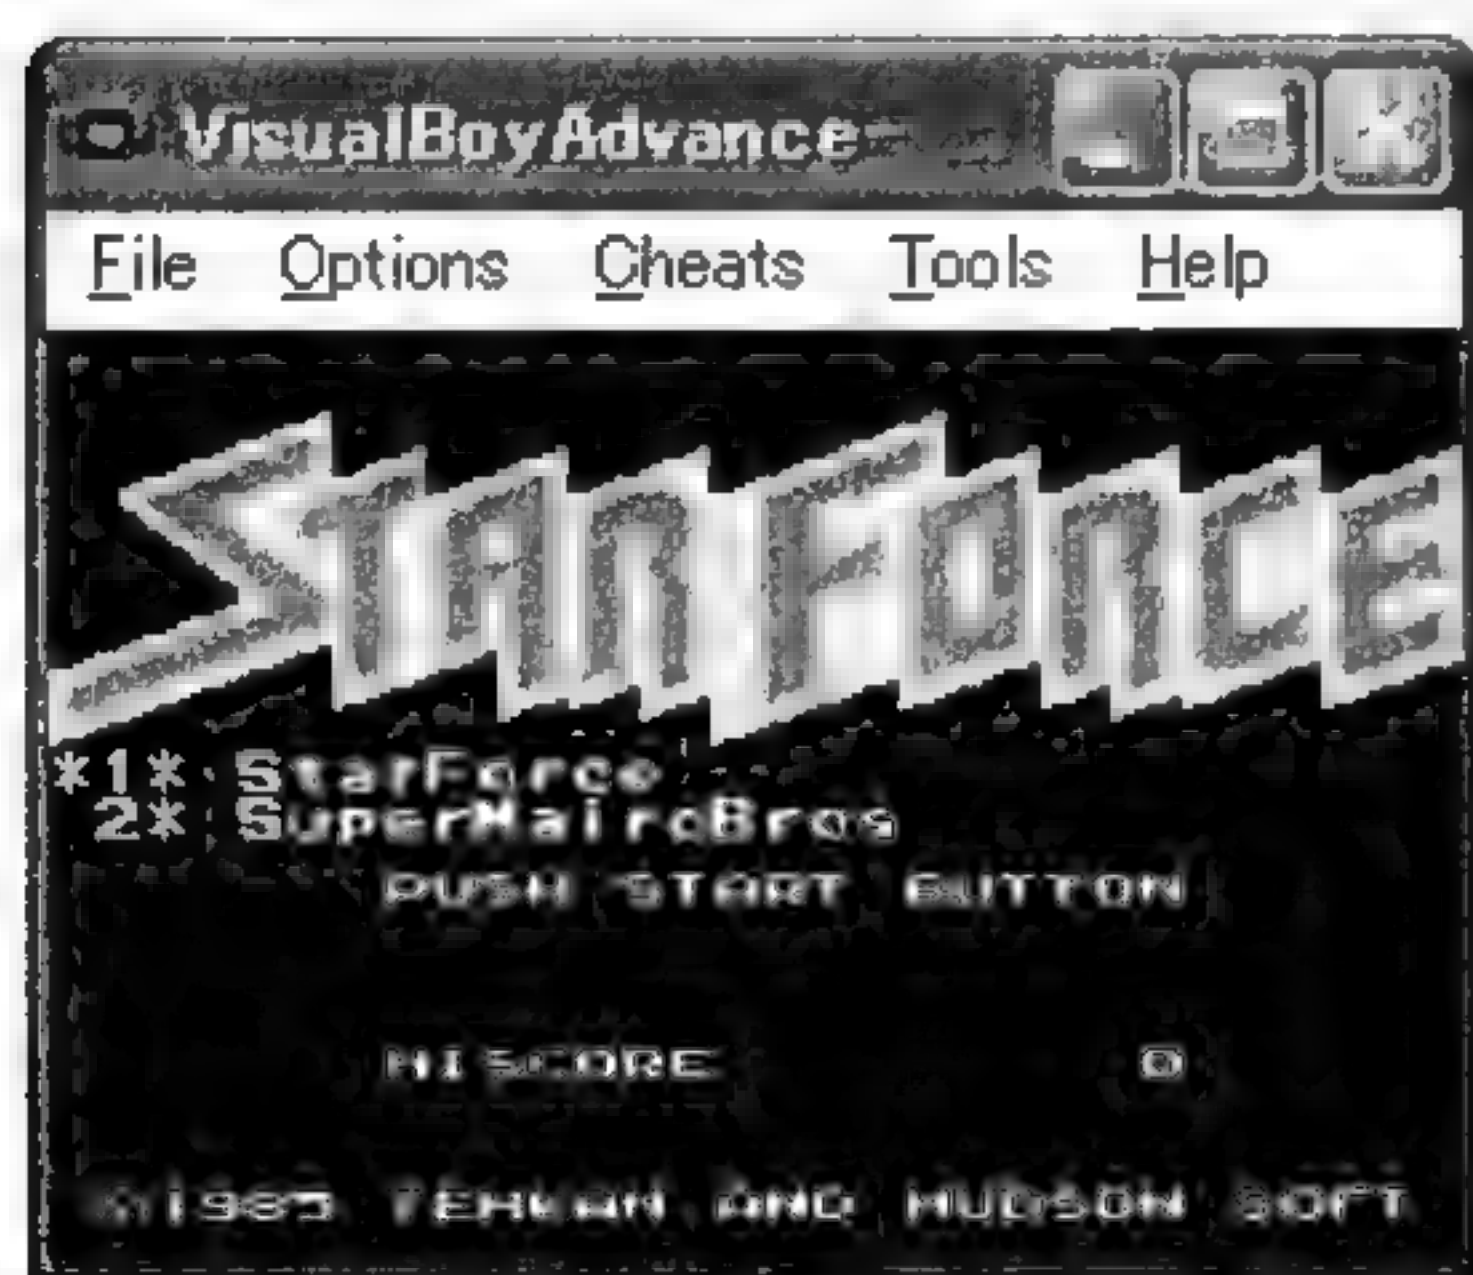 VisualBoyAdvance-
File Options Cheats Tools Help
STAR FORCE
*1*: StarForce
2*: SuperMairoBros
PUSH START BUTTON
HISCORE 0
©1985 TEHKAN AND HUDSON SOFT